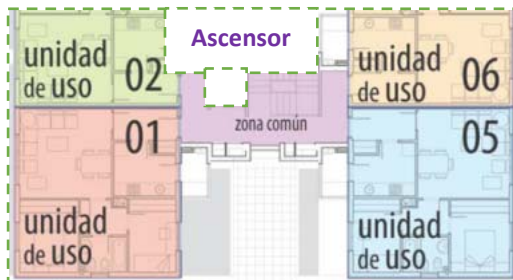 Ascensor
unidad
de uso 02
unidad
de uso 06
zona común
01
unidad
de uso
05
unidad
de uso